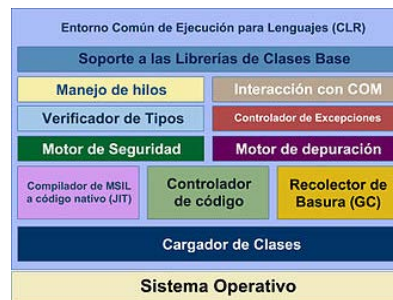 Entorno Común de Ejecución para Lenguajes (CLR)
Soporte a las Librerías de Clases Base
Manejo de hilos
Interacción con COM
Verificador de Tipos
Controlador de Excepciones
Motor de Seguridad
Motor de depuración
Compilador de MSIL
a código nativo (JIT)
Controlador
de código
Recolector de
Basura (GC)
Cargador de Clases
Sistema Operativo